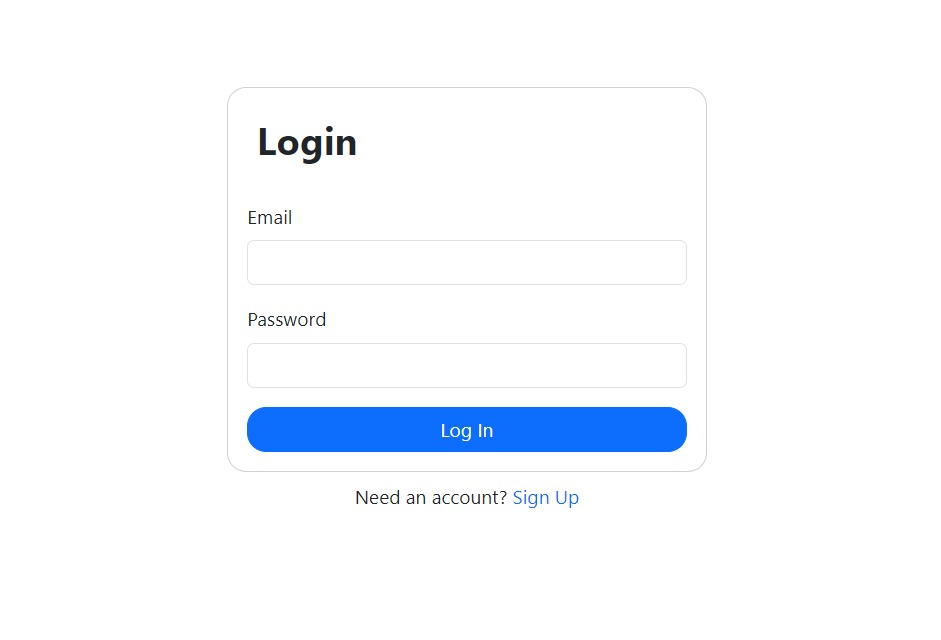 Login
Email
Password
Log In
Need an account? Sign Up